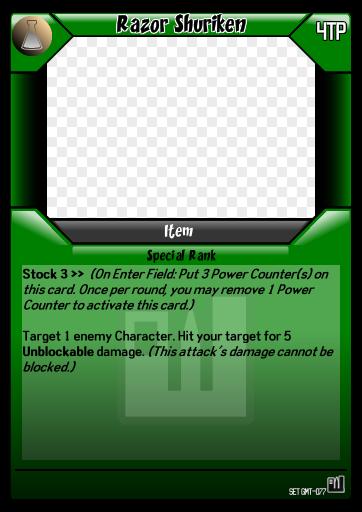 Razor Shuriken
4TP
Item
Special Rank
Stock 3 >> (On Enter Field: Put 3 Power Counter(s) on
this card. Once per round, you may remove 1 Power
Counter to activate this card.)
Target 1 enemy Character. Hit your target for 5
Unblockable damage. (This attack's damage cannot be
blocked.)
SET GMT-077